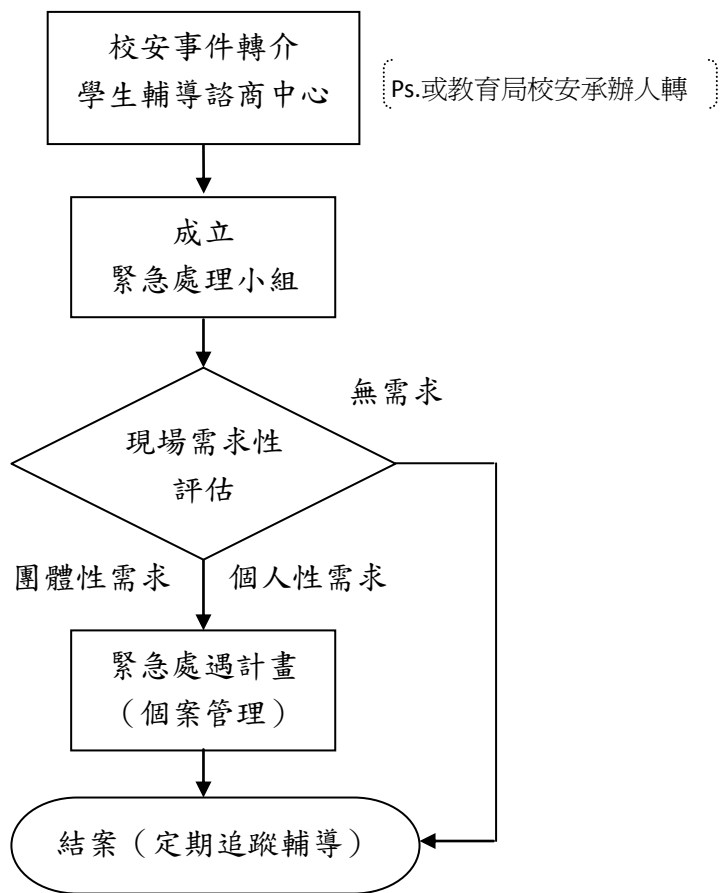 校安事件轉介
學生輔導諮商中心
Ps.或教育局校安承辦人轉
成立
緊急處理小組
無需求
現場需求性
評估
團體性需求
個人性需求
緊急處遇計畫
（個案管理）
結案（定期追蹤輔導）